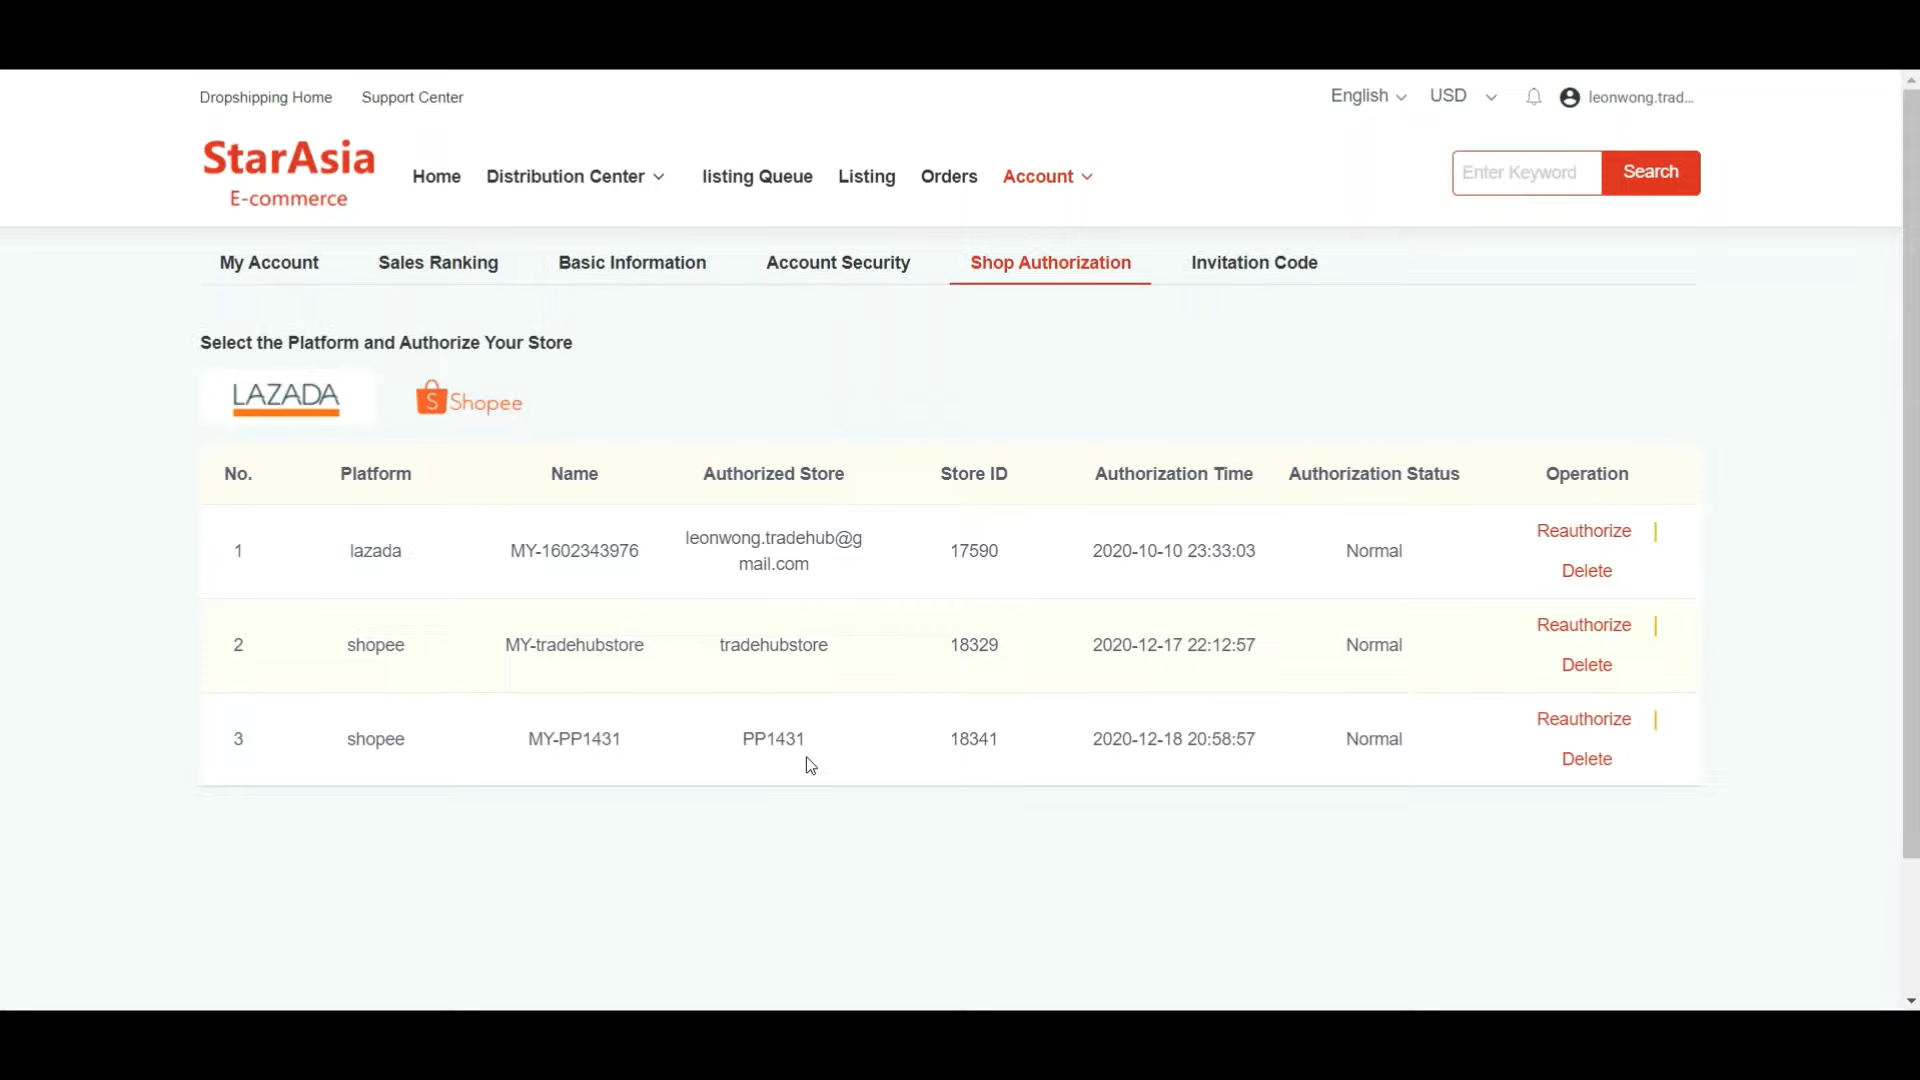 Dropshipping Home Support Center English USD leonwong.trad...
StarAsia
E-commerce
Home Distribution Center listing Queue Listing Orders Account Enter Keyword Search
My Account Sales Ranking Basic Information Account Security Shop Authorization Invitation Code
Select the Platform and Authorize Your Store
LAZADA S Shopee
No. Platform Name Authorized Store Store ID Authorization Time Authorization Status Operation
1 lazada MY-1602343976 leonwong.tradehub@g 17590 2020-10-10 23:33:03 Normal Reauthorize |
mail.com Delete
2 shopee MY-tradehubstore tradehubstore 18329 2020-12-17 22:12:57 Normal Reauthorize |
Delete
3 shopee MY-PP1431 PP1431 18341 2020-12-18 20:58:57 Normal Reauthorize |
Delete